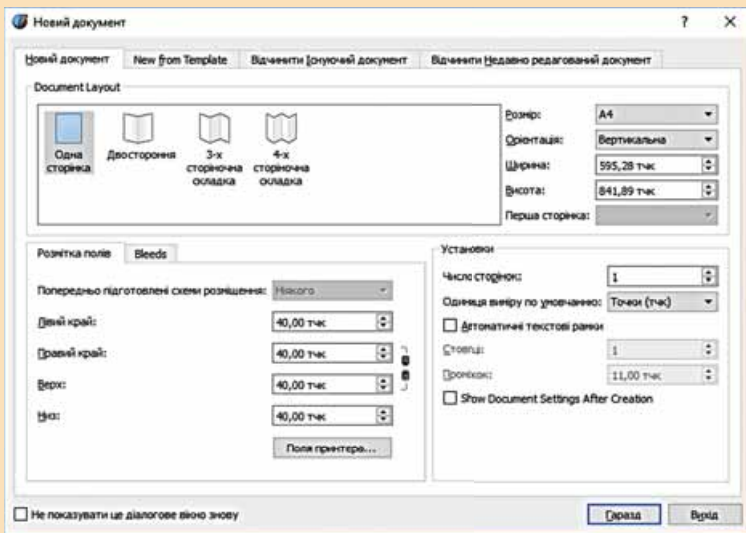 Новий документ
Новий документ New from Template Відчинити Існуючий документ Відчинити Недавно редагований документ
Document Layout
Одна сторінка
Двостороння
3-х сторіночна складка
4-х сторіночна складка
Розмір: A4
Орієнтація: Вертикальна
Ширина: 595,28 тчк
Висота: 841,89 тчк
Перша сторінка:
Розмітка полів Bleeds
Попередньо підготовлені схеми розміщення: Ніякого
Лівий край: 40,00 тчк
Правий край: 40,00 тчк
Верх: 40,00 тчк
Низ: 40,00 тчк
Поля принтера...
Установки
Число сторінок: 1
Одиниця виміру по умовчанню: Точки (тчк)
Автоматичні текстові рамки
Стовпці: 1
Проміжок: 11,00 тчк
Show Document Settings After Creation
Не показувати це діалогове вікно знову
Гаразд Вихід